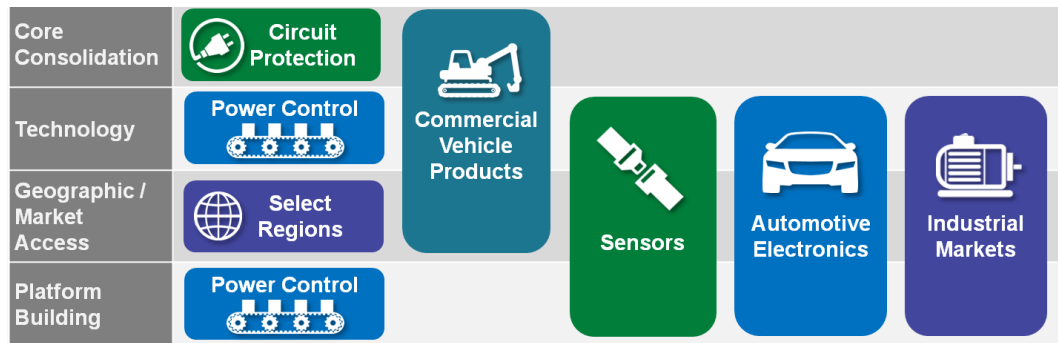 Core
Consolidation
Circuit
Protection
Technology
Power Control
Geographic /
Market
Access
Select
Regions
Platform
Building
Power Control
Commercial
Vehicle
Products
Sensors
Automotive
Electronics
Industrial
Markets